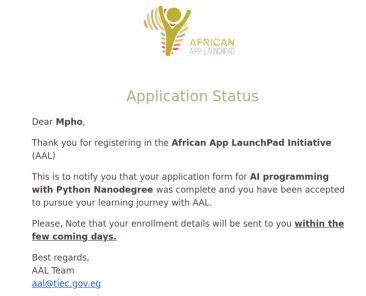 AFRICAN
APP LAUNCHPAD
Application Status
Dear Mpho,
Thank you for registering in the African App LaunchPad Initiative
(AAL)
This is to notify you that your application form for AI programming
with Python Nanodegree was complete and you have been accepted
to pursue your learning journey with AAL.
Please, Note that your enrollment details will be sent to you within the
few coming days.
Best regards,
AAL Team
aal@tiec.gov.eg